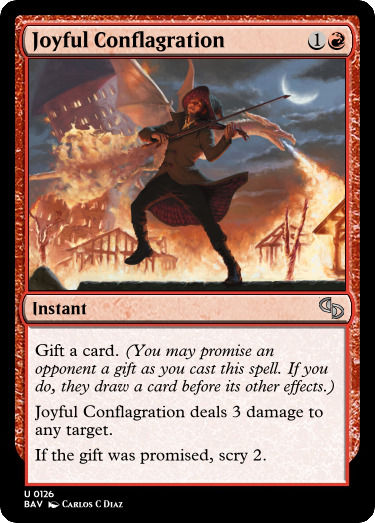 Joyful Conflagration 1
Instant
Gift a card. (You may promise an
opponent a gift as you cast this spell. If you
do, they draw a card before its other effects.)
Joyful Conflagration deals 3 damage to
any target.
If the gift was promised, scry 2.
U 0126
BAV Carlos C Diaz